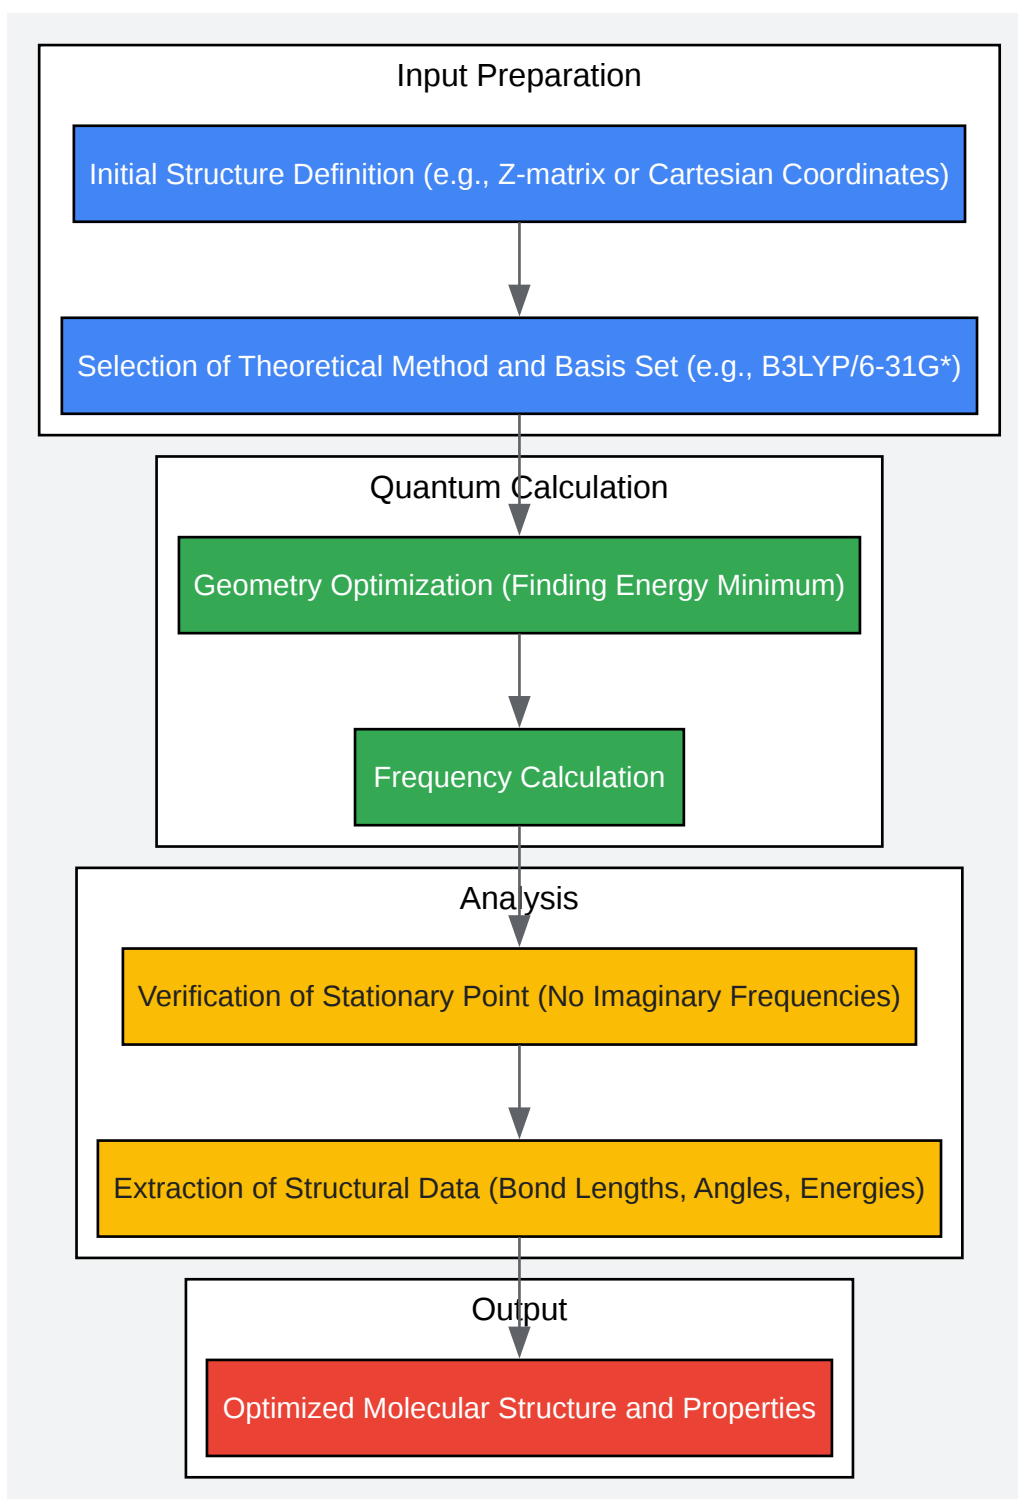 Input Preparation
Initial Structure Definition (e.g., Z-matrix or Cartesian Coordinates)
Selection of Theoretical Method and Basis Set (e.g., B3LYP/6-31G*)
Quantum Calculation
Geometry Optimization (Finding Energy Minimum)
Frequency Calculation
Analysis
Verification of Stationary Point (No Imaginary Frequencies)
Extraction of Structural Data (Bond Lengths, Angles, Energies)
Output
Optimized Molecular Structure and Properties